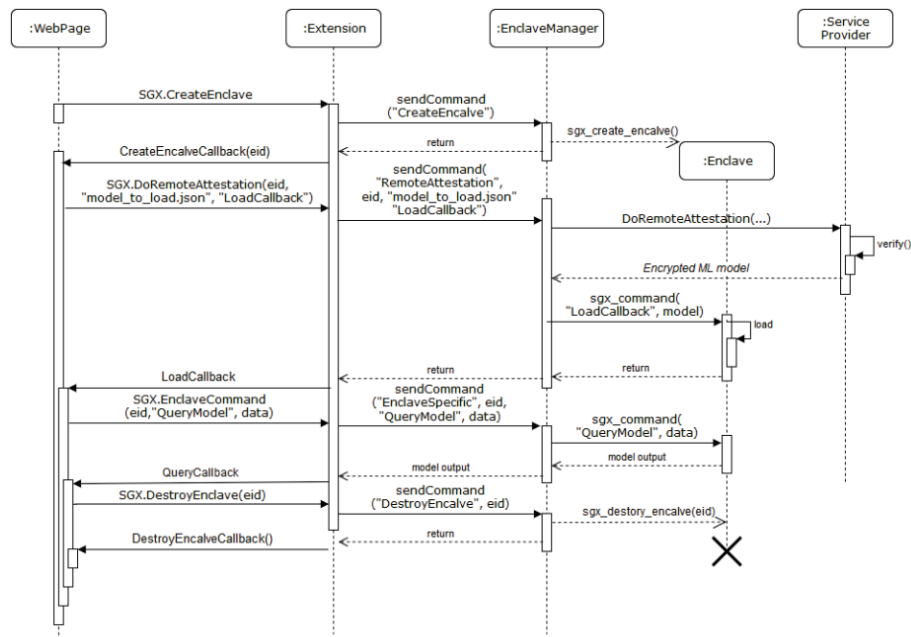 :WebPage
:Extension
:EnclaveManager
:Service
Provider
SGX.CreateEnclave
sendCommand
("CreateEncalve")
sgx_create_encalve()
return
CreateEncalveCallback(eid)
:Enclave
SGX.DoRemoteAttestation(eid,
"model_to_load.json", "LoadCallback")
sendCommand(
"RemoteAttestation",
eid, "model_to_load.json"
"LoadCallback")
DoRemoteAttestation(...)
verify()
Encrypted ML model
sgx_command(
"LoadCallback", model)
load
return
return
LoadCallback
SGX.EnclaveCommand
(eid,"QueryModel", data)
sendCommand
("EnclaveSpecific", eid,
"QueryModel", data)
sgx_command(
"QueryModel", data)
model output
model output
QueryCallback
SGX.DestroyEnclave(eid)
sendCommand
("DestroyEncalve", eid)
sgx_destory_encalve(eid)
return
DestroyEncalveCallback()